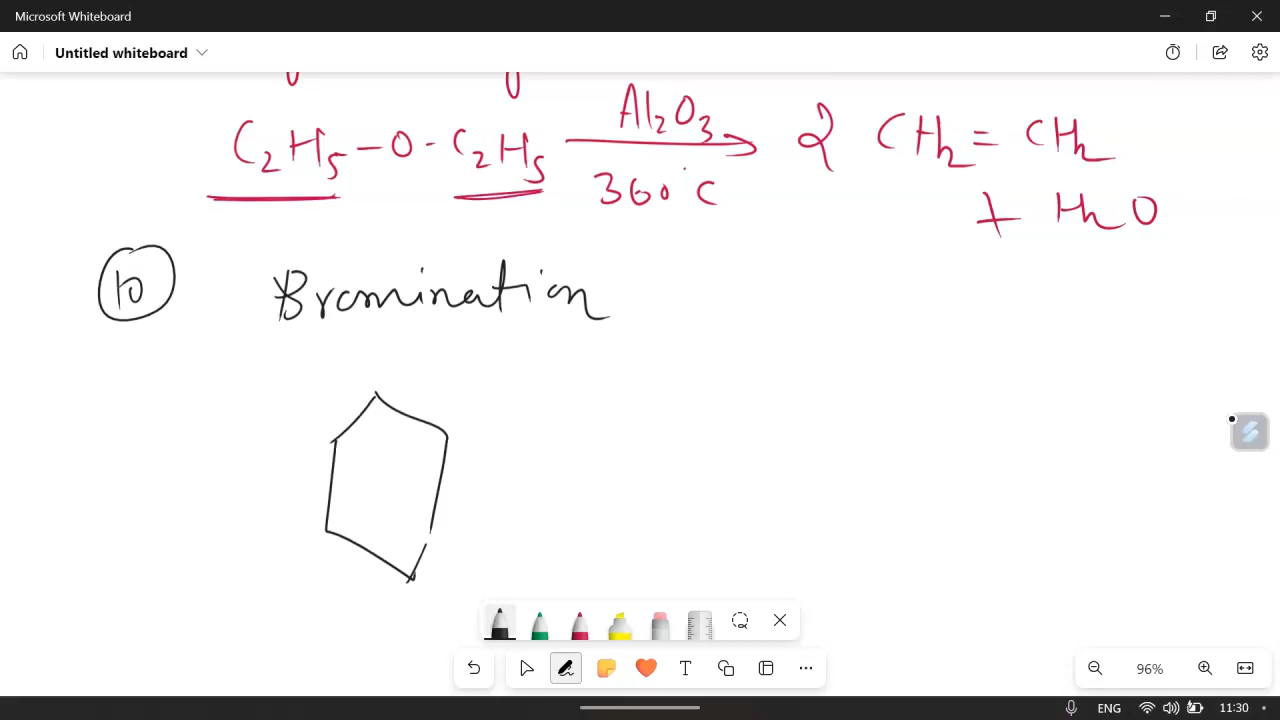 Microsoft Whiteboard
Untitled whiteboard
C₂H₅-O-C₂H₅ Al₂O₃ 360°C 2 CH₂=CH₂
+ H₂O
10 Bromination
96%
ENG 11:30